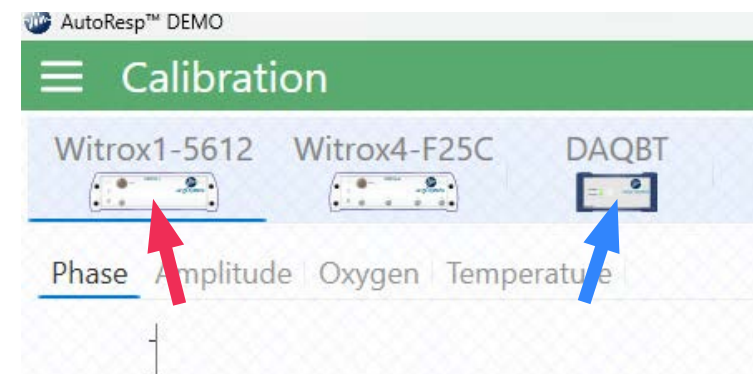 AutoResp™ DEMO
Calibration
Witrox1-5612 Witrox4-F25C DAQBT
Phase Amplitude Oxygen Temperature